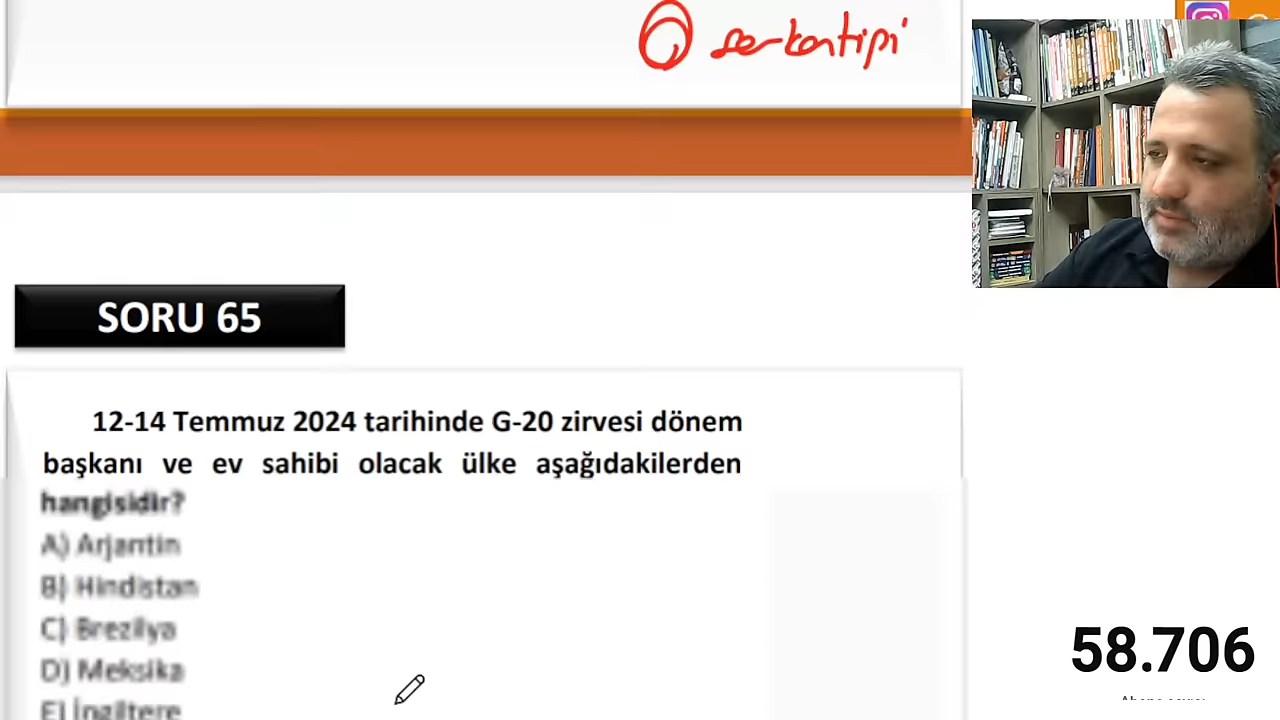 serbontipi
SORU 65
12-14 Temmuz 2024 tarihinde G-20 zirvesi dönem
başkanı ve ev sahibi olacak ülke aşağıdakilerden
hangisidir?
A) Arjantin
B) Hindistan
C) Brezilya
D) Meksika
E) İngiltere
58.706